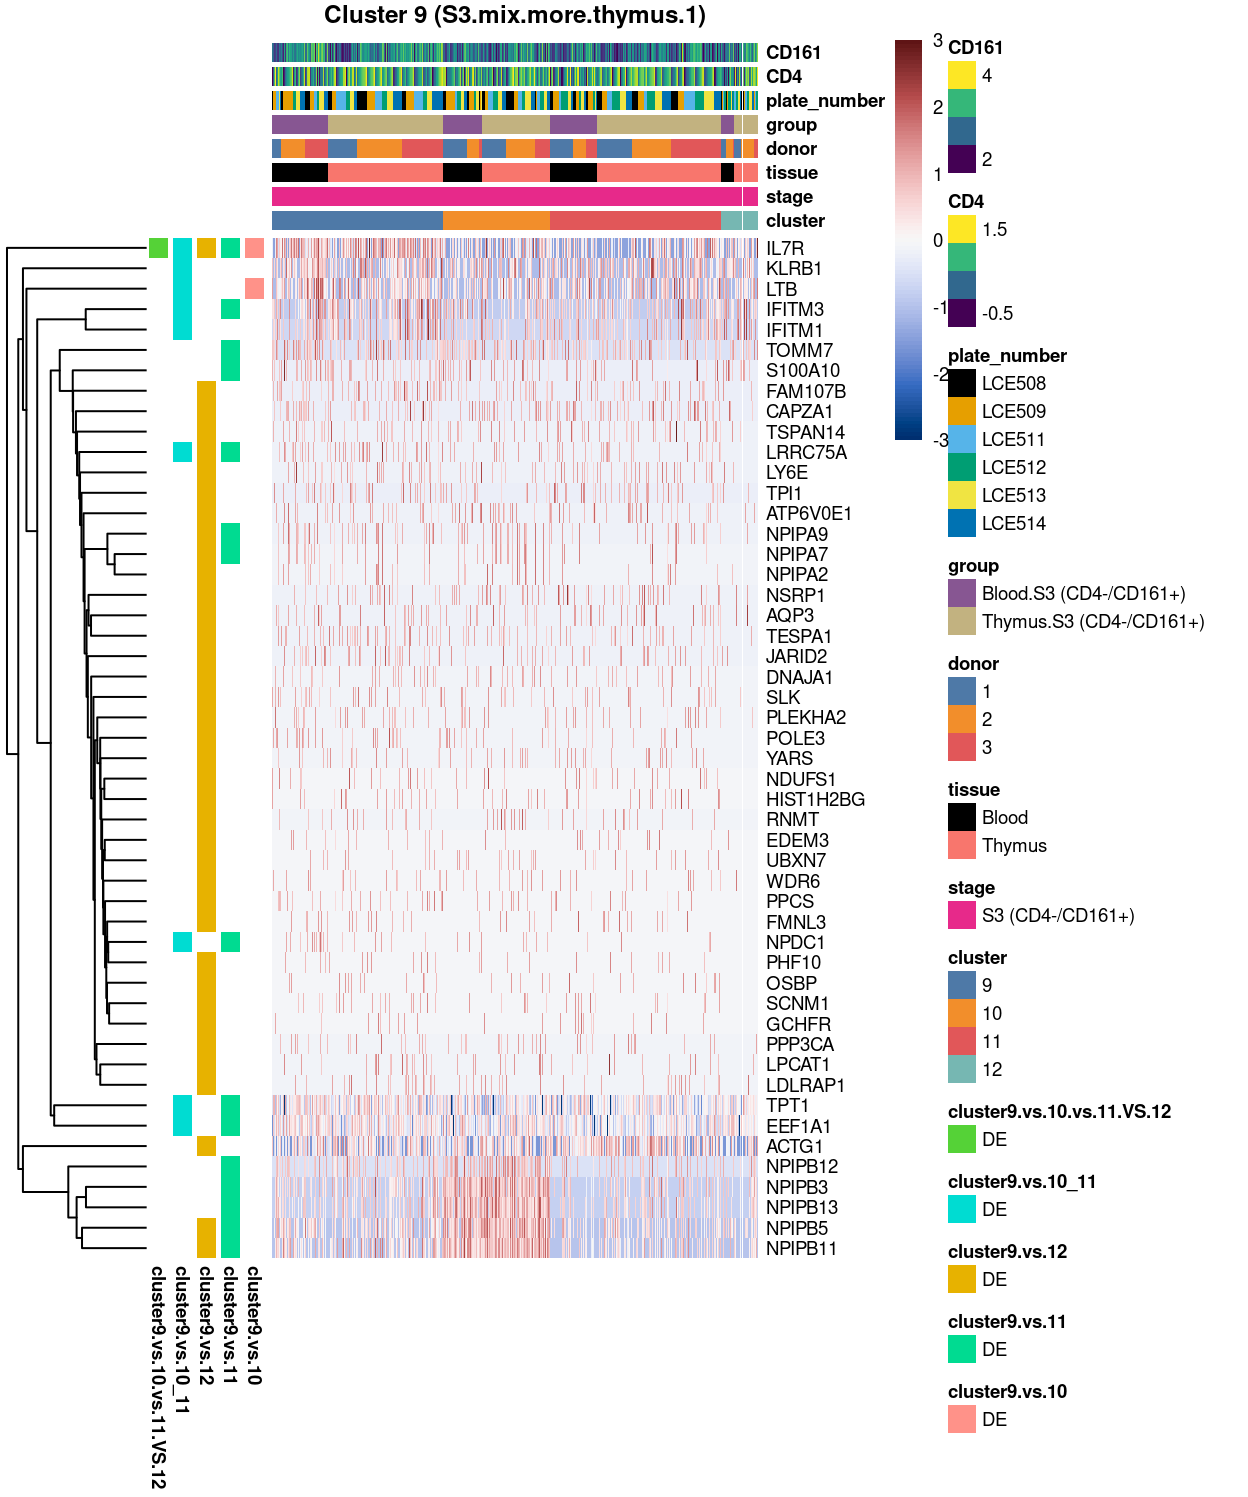 Cluster 9 (S3.mix.more.thymus.1)
CD161
CD4
plate_number
group
donor
tissue
stage
cluster
IL7R
KLRB1
LTB
IFITM3
IFITM1
TOMM7
S100A10
FAM107B
CAPZA1
TSPAN14
LRRC75A
LY6E
TPI1
ATP6V0E1
NPIPA9
NPIPA7
NPIPA2
NSRP1
AQP3
TESPA1
JARID2
DNAJA1
SLK
PLEKHA2
POLE3
YARS
NDUFS1
HIST1H2BG
RNMT
EDEM3
UBXN7
WDR6
PPCS
FMNL3
NPDC1
PHF10
OSBP
SCNM1
GCHFR
PPP3CA
LPCAT1
LDLRAP1
TPT1
EEF1A1
ACTG1
NPIPB12
NPIPB3
NPIPB13
NPIPB5
NPIPB11
cluster9.vs.10.vs.11.VS.12
cluster9.vs.10_11
cluster9.vs.12
cluster9.vs.11
cluster9.vs.10
3
2
1
0
-1
-2
-3
CD161
4
2
CD4
1.5
-0.5
plate_number
LCE508
LCE509
LCE511
LCE512
LCE513
LCE514
group
Blood.S3 (CD4-/CD161+)
Thymus.S3 (CD4-/CD161+)
donor
1
2
3
tissue
Blood
Thymus
stage
S3 (CD4-/CD161+)
cluster
9
10
11
12
cluster9.vs.10.vs.11.VS.12
DE
cluster9.vs.10_11
DE
cluster9.vs.12
DE
cluster9.vs.11
DE
cluster9.vs.10
DE